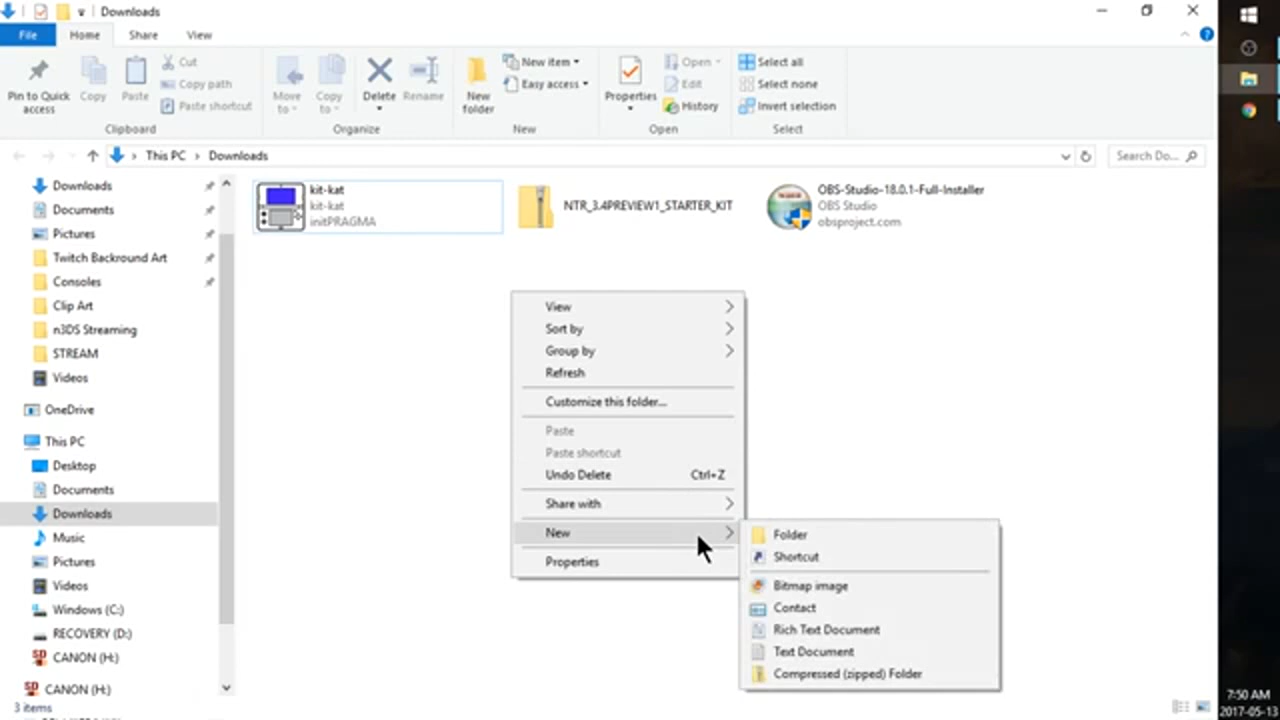 Downloads
File Home Share View
Pin to Quick access
Copy
Paste
Cut
Copy path
Paste shortcut
Move to
Copy to
Delete
Rename
New folder
New item
Easy access
Properties
Open
Edit
History
Select all
Select none
Invert selection
Clipboard Organize New Open Select
This PC Downloads
Search Do...
Downloads
Documents
Pictures
Twitch Backround Art
Consoles
Clip Art
n3DS Streaming
STREAM
Videos
OneDrive
This PC
Desktop
Documents
Downloads
Music
Pictures
Videos
Windows (C:)
RECOVERY (D:)
CANON (H:)
CANON (H:)
3 items
kit-kat
kit-kat
initPRAGMA
NTR_3.4PREVIEW1_STARTER_KIT
OBS-Studio-18.0.1-Full-Installer
OBS Studio
obsproject.com
View
Sort by
Group by
Refresh
Customize this folder...
Paste
Paste shortcut
Undo Delete Ctrl+Z
Share with
New
Properties
Folder
Shortcut
Bitmap image
Contact
Rich Text Document
Text Document
Compressed (zipped) Folder
7:50 AM
2017-05-13